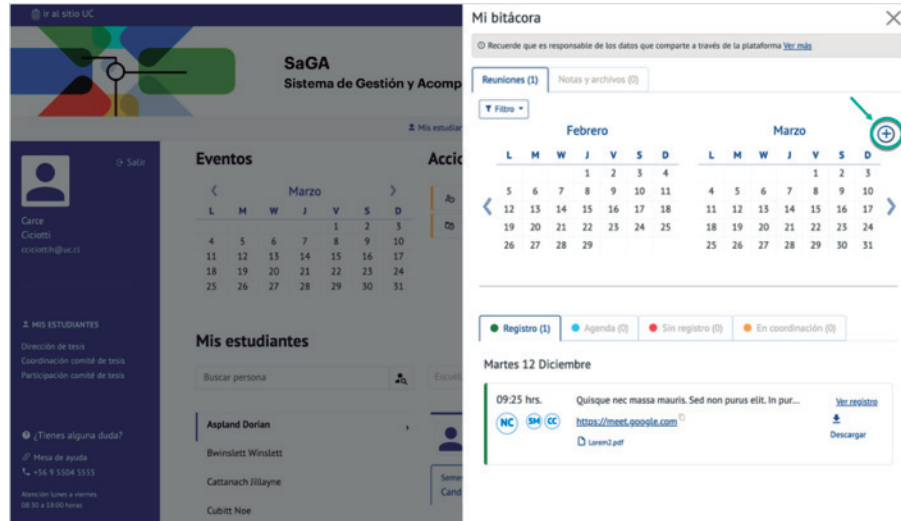 ir al sitio UC
SaGA
Sistema de Gestión y Acomp
Mis estudiar
Salir
Carce
Ciciotti
cciciottih@uc.cl
MIS ESTUDIANTES
Dirección de tesis
Coordinación comité de tesis
Participación comité de tesis
¿Tienes alguna duda?
Mesa de ayuda
+56 9 5504 5555
Atención lunes a viernes
08:30 a 18:00 horas
Eventos
Marzo
L M W J V S D
1 2 3
4 5 6 7 8 9 10
11 12 13 14 15 16 17
18 19 20 21 22 23 24
25 26 27 28 29 30 31
Accio
Mis estudiantes
Buscar persona
Escuel
Aspland Dorian
Bwinslett Winslett
Cattanach Jillayne
Cubitt Noe
Semes
Cand
Mi bitácora
Recuerde que es responsable de los datos que comparte a través de la plataforma Ver más
Reuniones (1) Notas y archivos (0)
Filtro
Febrero
L M W J V S D
1 2 3 4
5 6 7 8 9 10 11
12 13 14 15 16 17 18
19 20 21 22 23 24 25
26 27 28 29
Marzo
L M W J V S D
1 2 3
4 5 6 7 8 9 10
11 12 13 14 15 16 17
18 19 20 21 22 23 24
25 26 27 28 29 30 31
Registro (1) Agenda (0) Sin registro (0) En coordinación (0)
Martes 12 Diciembre
09:25 hrs. Quisque nec massa mauris. Sed non purus elit. In pur... Ver registro
NC SM CC https://meet.google.com
Descargar
Lorem2.pdf